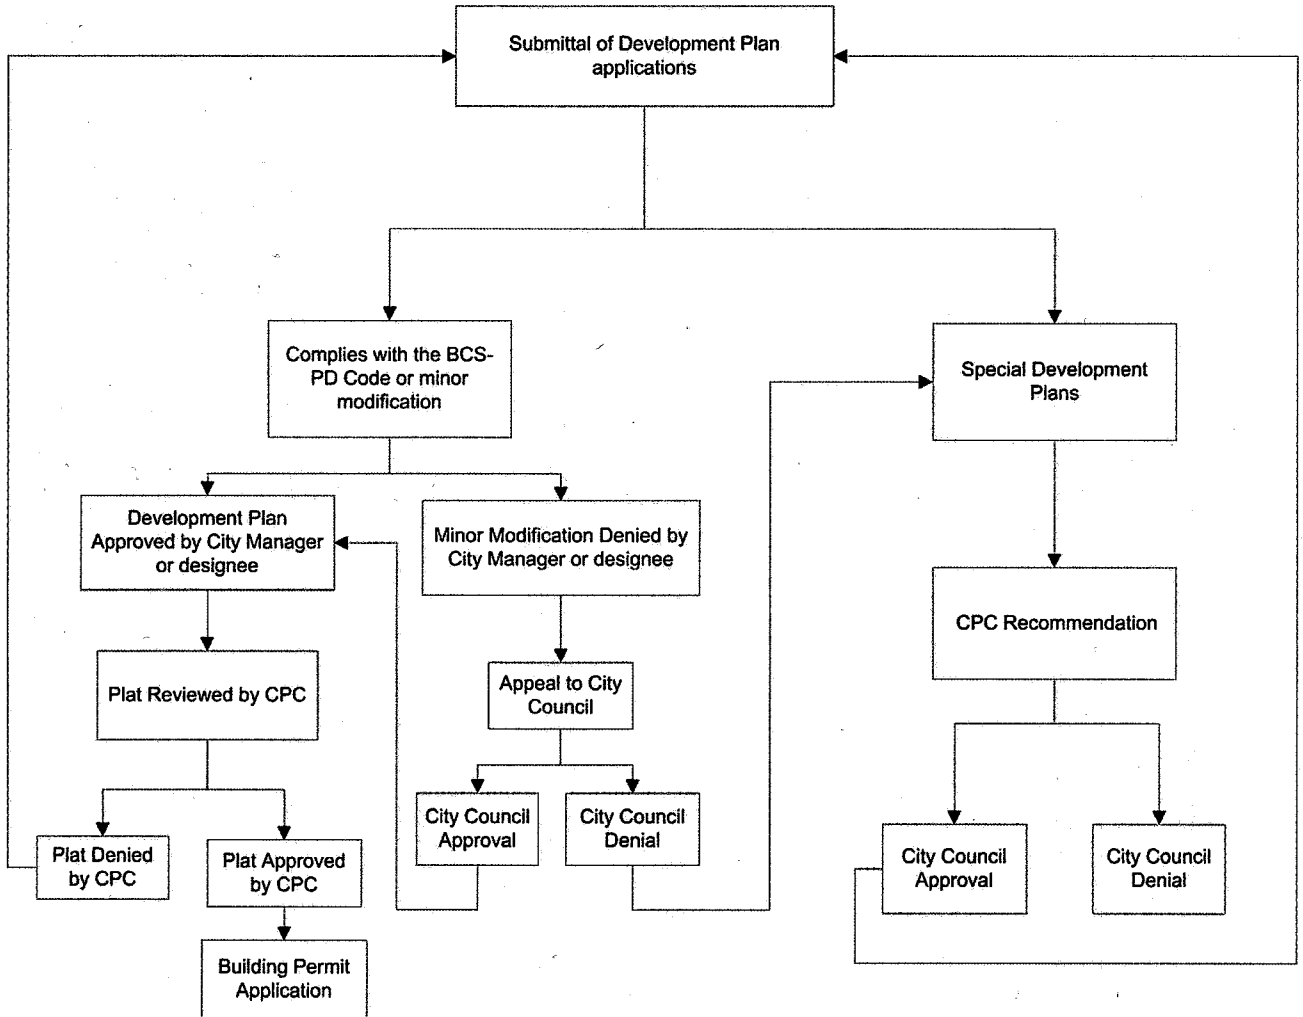 Submittal of Development Plan
applications
Complies with the BCS-
PD Code or minor
modification
Special Development
Plans
Development Plan
Approved by City Manager
or designee
Minor Modification Denied by
City Manager or designee
CPC Recommendation
Plat Reviewed by CPC
Appeal to City
Council
City Council
Approval
City Council
Denial
Plat Denied
by CPC
Plat Approved
by CPC
City Council
Approval
City Council
Denial
Building Permit
Application